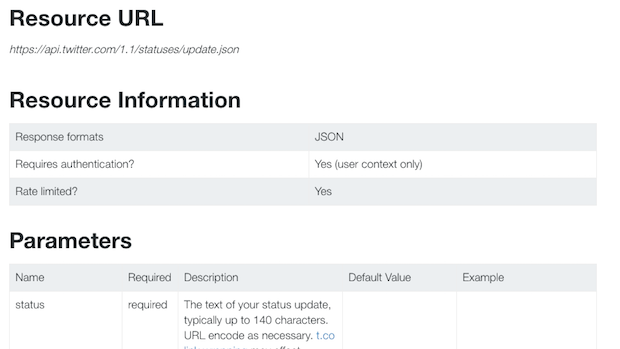 Resource URL
https://api.twitter.com/1.1/statuses/update.json
Resource Information
Response formats JSON
Requires authentication? Yes (user context only)
Rate limited? Yes
Parameters
Name Required Description Default Value Example
status required The text of your status update,
typically up to 140 characters.
URL encode as necessary. t.co